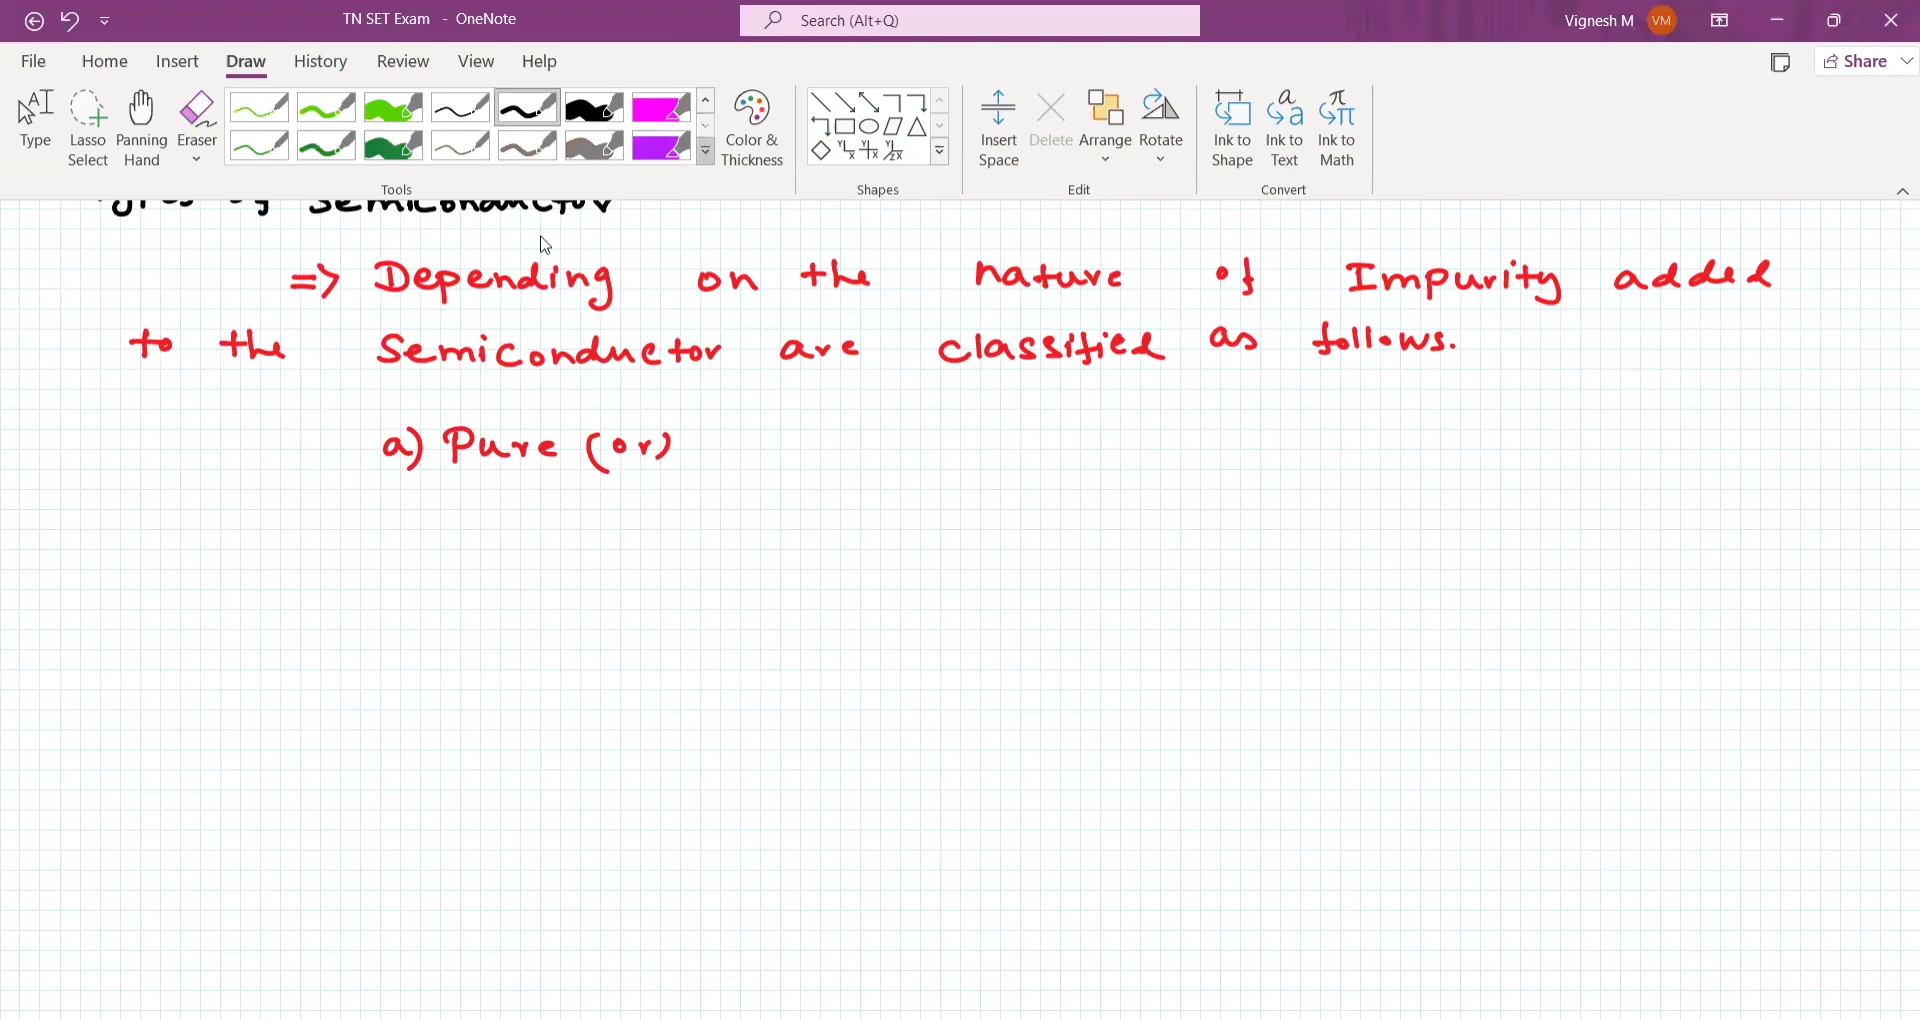 TN SET Exam - OneNote
Search (Alt+Q)
Vignesh M VM
File Home Insert Draw History Review View Help
Share
Type
Lasso Select
Panning Hand
Eraser
Color & Thickness
Insert Space
Delete
Arrange
Rotate
Ink to Shape
Ink to Text
Ink to Math
Tools Shapes Edit Convert
of semiconductor
=> Depending on the nature of Impurity added
to the Semiconductor are classified as follows.
a) Pure (or)